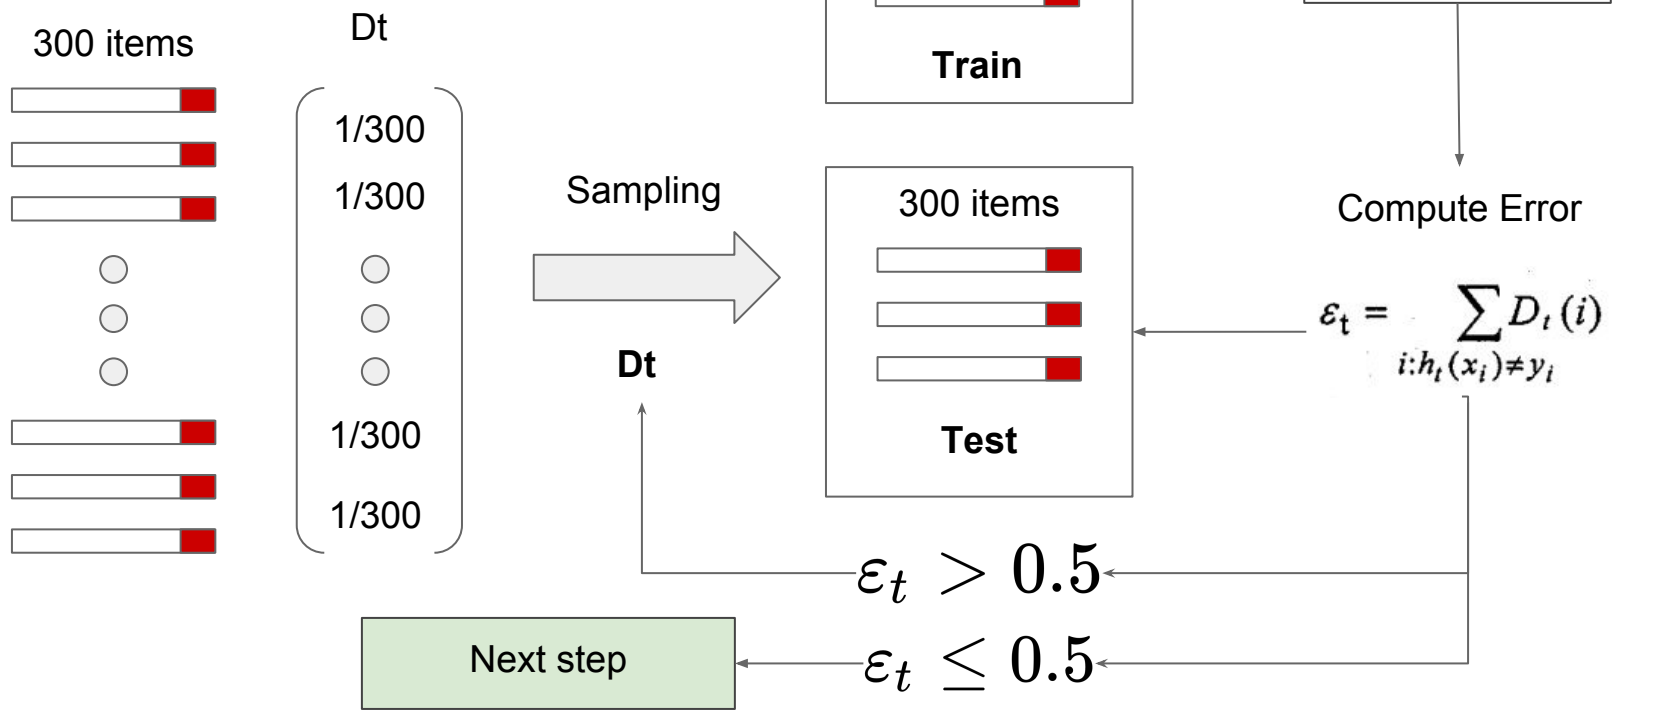 300 items
Dt
1/300
1/300
1/300
1/300
Sampling
Dt
Train
300 items
Test
Compute Error
εt = ∑ Dt (i)
i:ht(xi)≠yi
εt > 0.5
εt ≤ 0.5
Next step